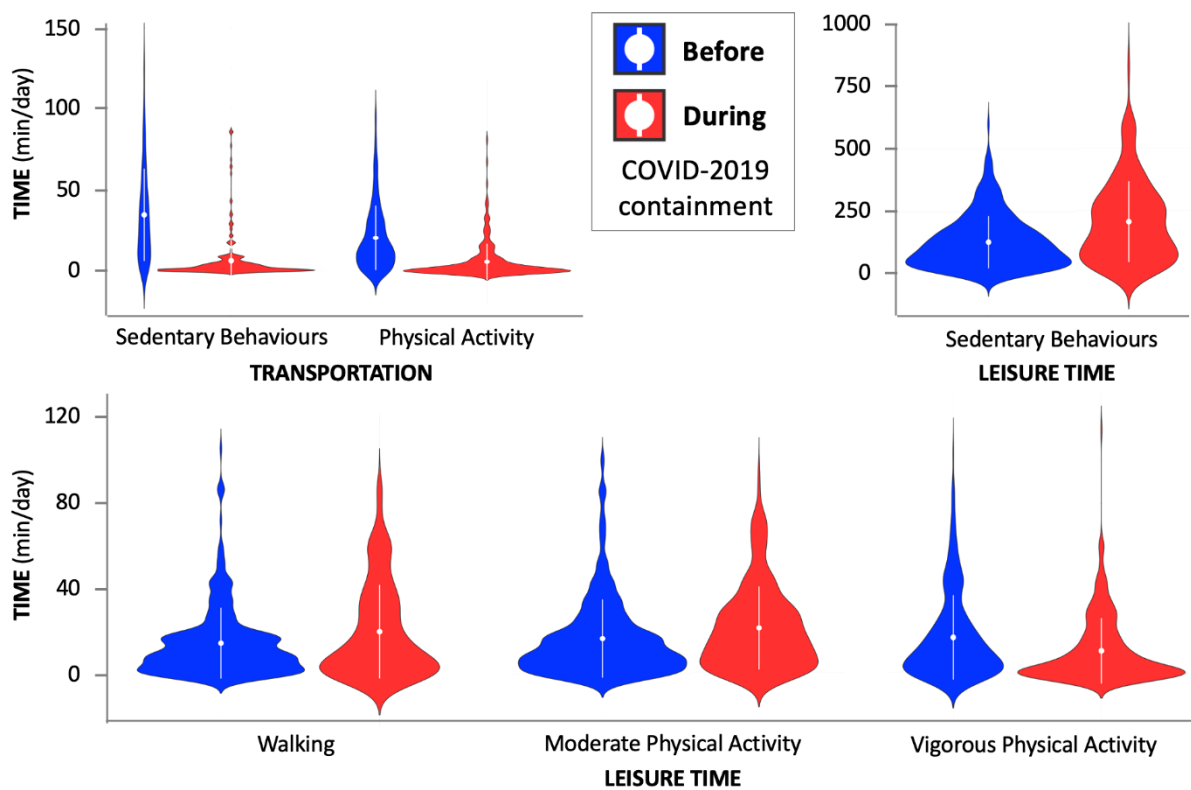 TIME (min/day)
150
100
50
0
Sedentary Behaviours
Physical Activity
TRANSPORTATION
Before
During
COVID-2019
containment
1000
750
500
250
0
Sedentary Behaviours
LEISURE TIME
TIME (min/day)
120
80
40
0
Walking
Moderate Physical Activity
Vigorous Physical Activity
LEISURE TIME